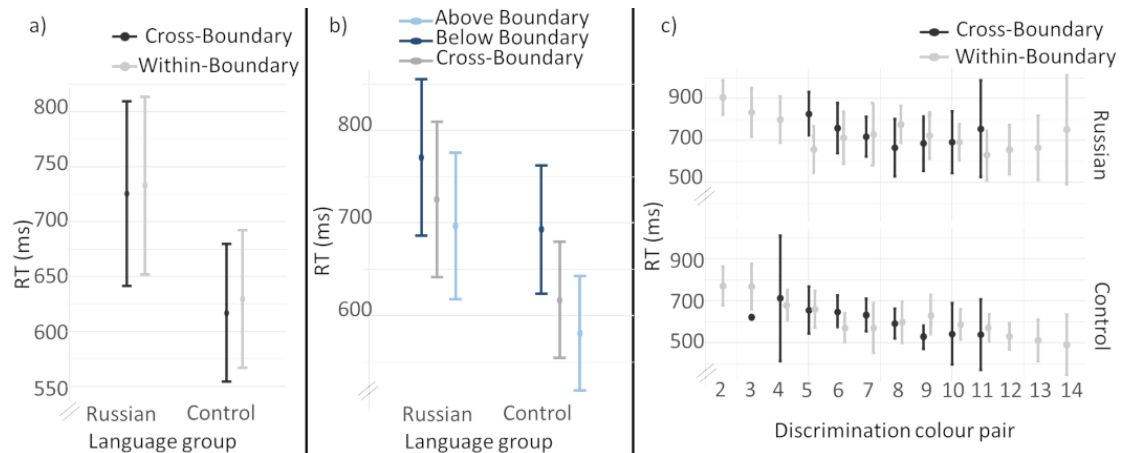 a)
Cross-Boundary
Within-Boundary
800
750
700
650
600
550
RT (ms)
Russian Control
Language group
b)
Above Boundary
Below Boundary
Cross-Boundary
800
700
600
RT (ms)
Russian Control
Language group
c)
Cross-Boundary
Within-Boundary
900
700
500
Russian
RT (ms)
900
700
500
Control
2 3 4 5 6 7 8 9 10 11 12 13 14
Discrimination colour pair